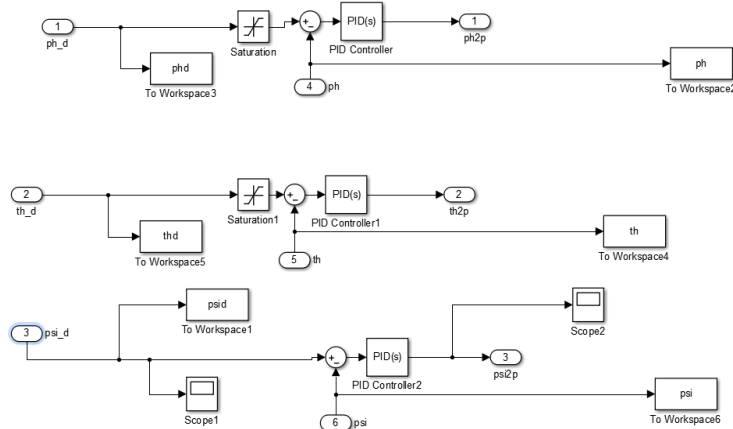 1
ph_d
Saturation
+
_
PID(s)
PID Controller
1
ph2p
phd
To Workspace3
4
ph
ph
To Workspace2
2
th_d
Saturation1
+
_
PID(s)
PID Controller1
2
th2p
thd
To Workspace5
5
th
th
To Workspace4
3
psi_d
psid
To Workspace1
Scope1
+
_
PID(s)
PID Controller2
Scope2
3
psi2p
6
psi
psi
To Workspace6